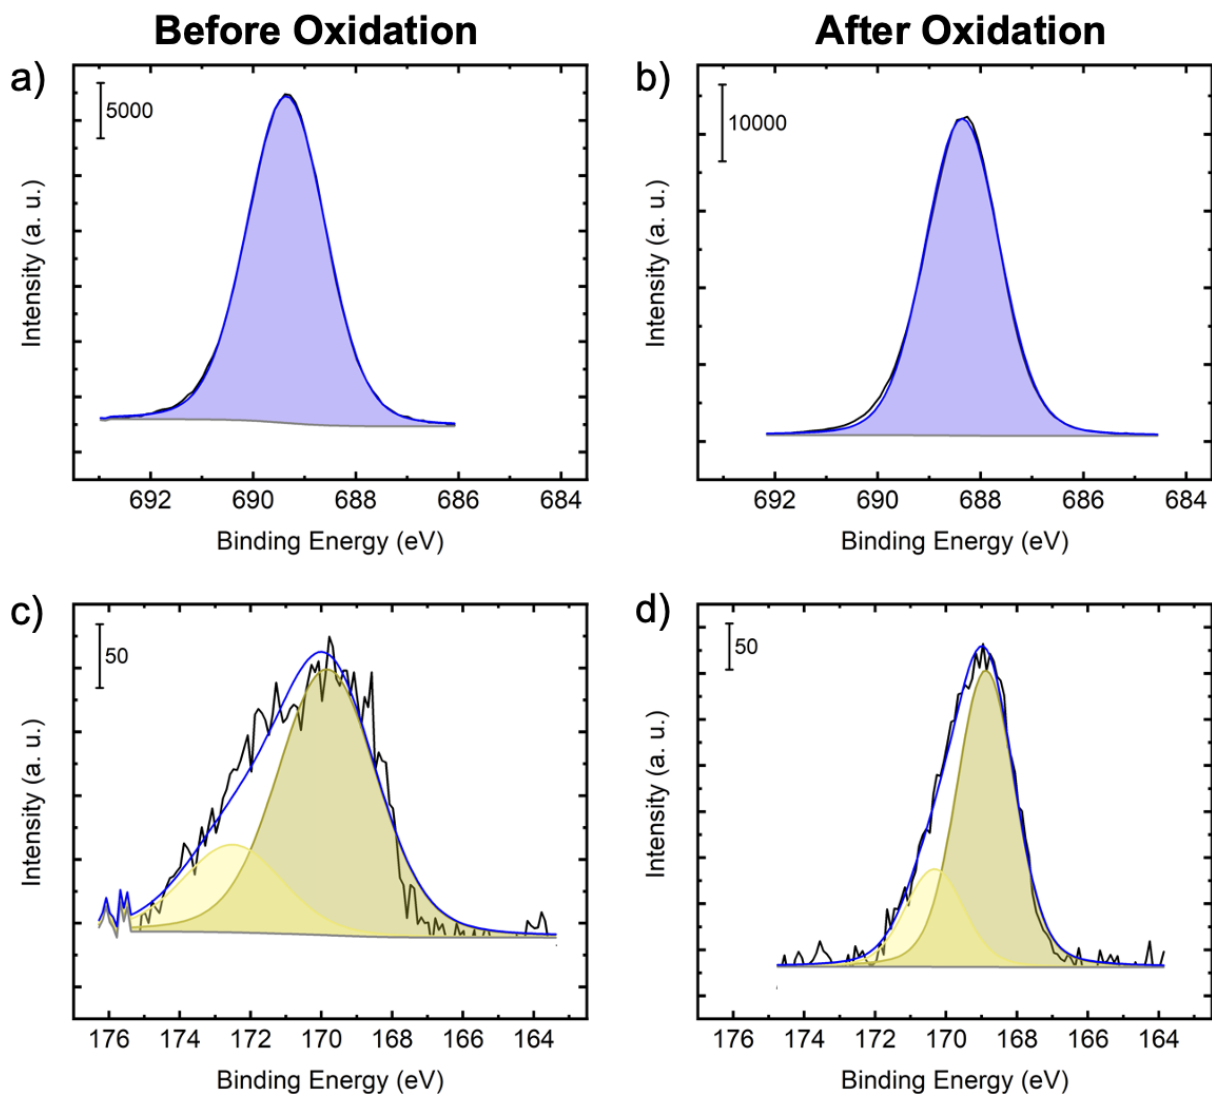 Before Oxidation
After Oxidation
a)
5000
Intensity (a. u.)
692 690 688 686 684
Binding Energy (eV)
b)
10000
Intensity (a. u.)
692 690 688 686 684
Binding Energy (eV)
c)
50
Intensity (a. u.)
176 174 172 170 168 166 164
Binding Energy (eV)
d)
50
Intensity (a. u.)
176 174 172 170 168 166 164
Binding Energy (eV)